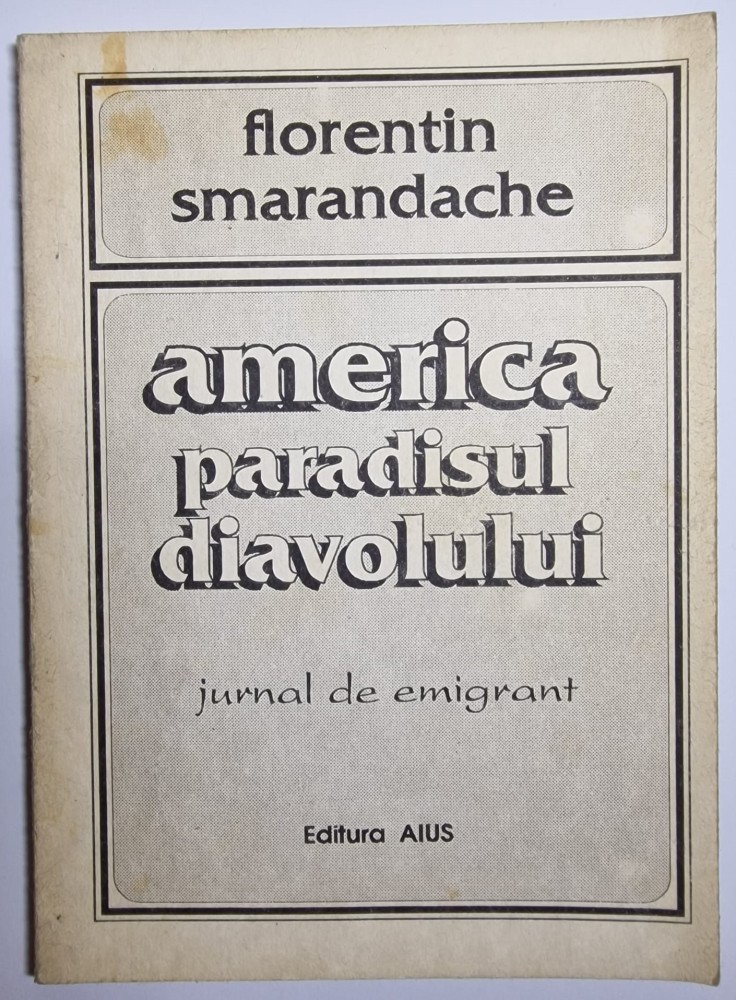 florentin
smarandache
america
paradisul
diavolului
jurnal de emigrant
Editura AIUS